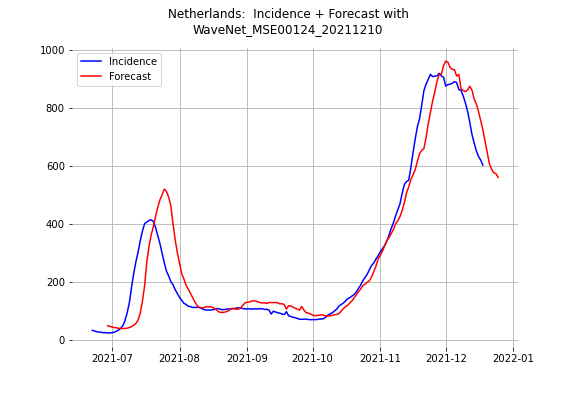 Netherlands:  Incidence + Forecast with
WaveNet_MSE00124_20211210
Incidence
Forecast
1000
800
600
400
200
0
2021-07 2021-08 2021-09 2021-10 2021-11 2021-12 2022-01